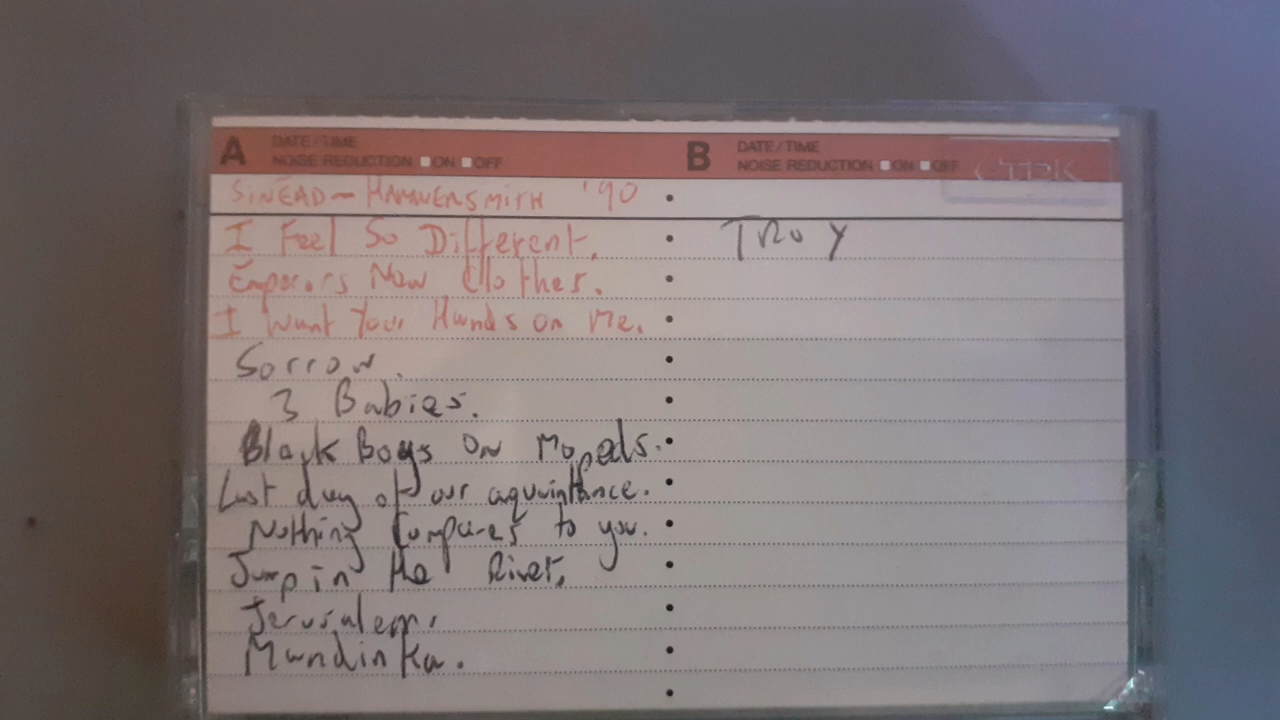 A DATE/TIME
NOISE REDUCTION ON OFF
B DATE/TIME
NOISE REDUCTION ON OFF
TDK
SINEAD - HAMMERSMITH '90
I Feel So Different.
Emperors New Clothes.
I Want Your Hands on Me.
Sorrow.
3 Babies.
Black Boys on Mopeds.
Last day of our aquuintance.
Nothing Compares to you.
Jump in the River.
Jerusalem.
Mandinka.
TROY